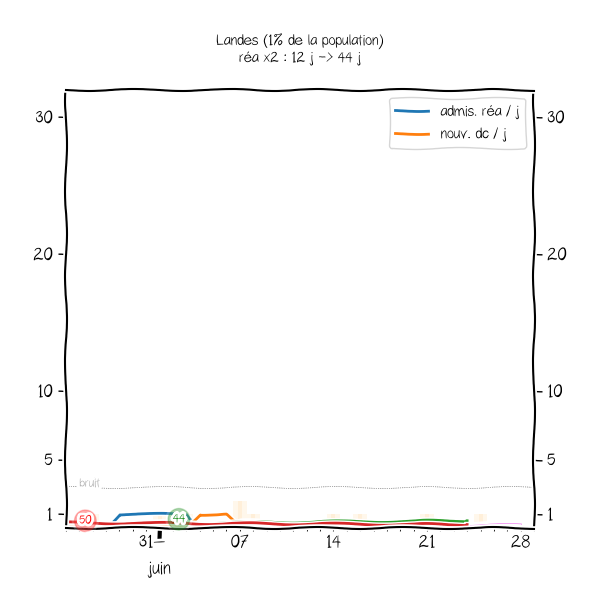 Landes (1% de la population)
réa x2 : 12 j -> 44 j
admis. réa / j
nouv. dc / j
30
30
20
20
10
10
5
5
bruit
1
50
44
1
31
07
14
21
28
juin